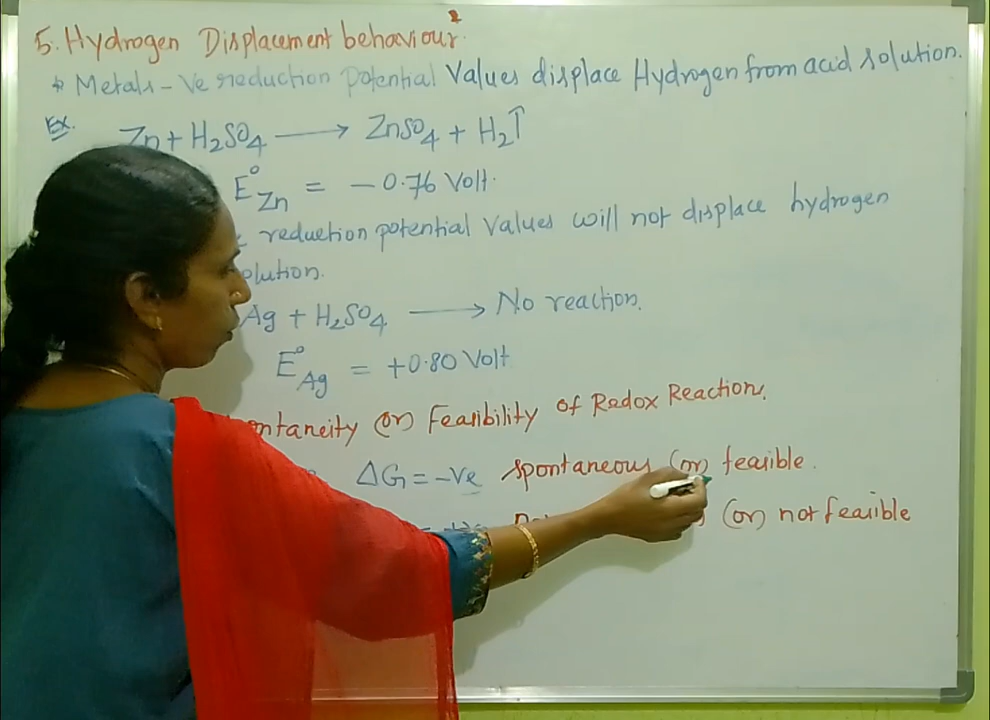 5. Hydrogen Displacement behaviour:
* Metals -Ve reduction potential Values displace Hydrogen from acid solution.
Ex. Zn + H₂SO₄ ⟶ ZnSO₄ + H₂↑
E°Zn = -0.76 Volt.
reduction potential Values will not displace hydrogen
olution.
Ag + H₂SO₄ ⟶ No reaction.
E°Ag = +0.80 Volt
ntaneity (or) Feasibility of Redox Reaction.
ΔG = -Ve spontaneous (or) feasible.
(or) not feasible